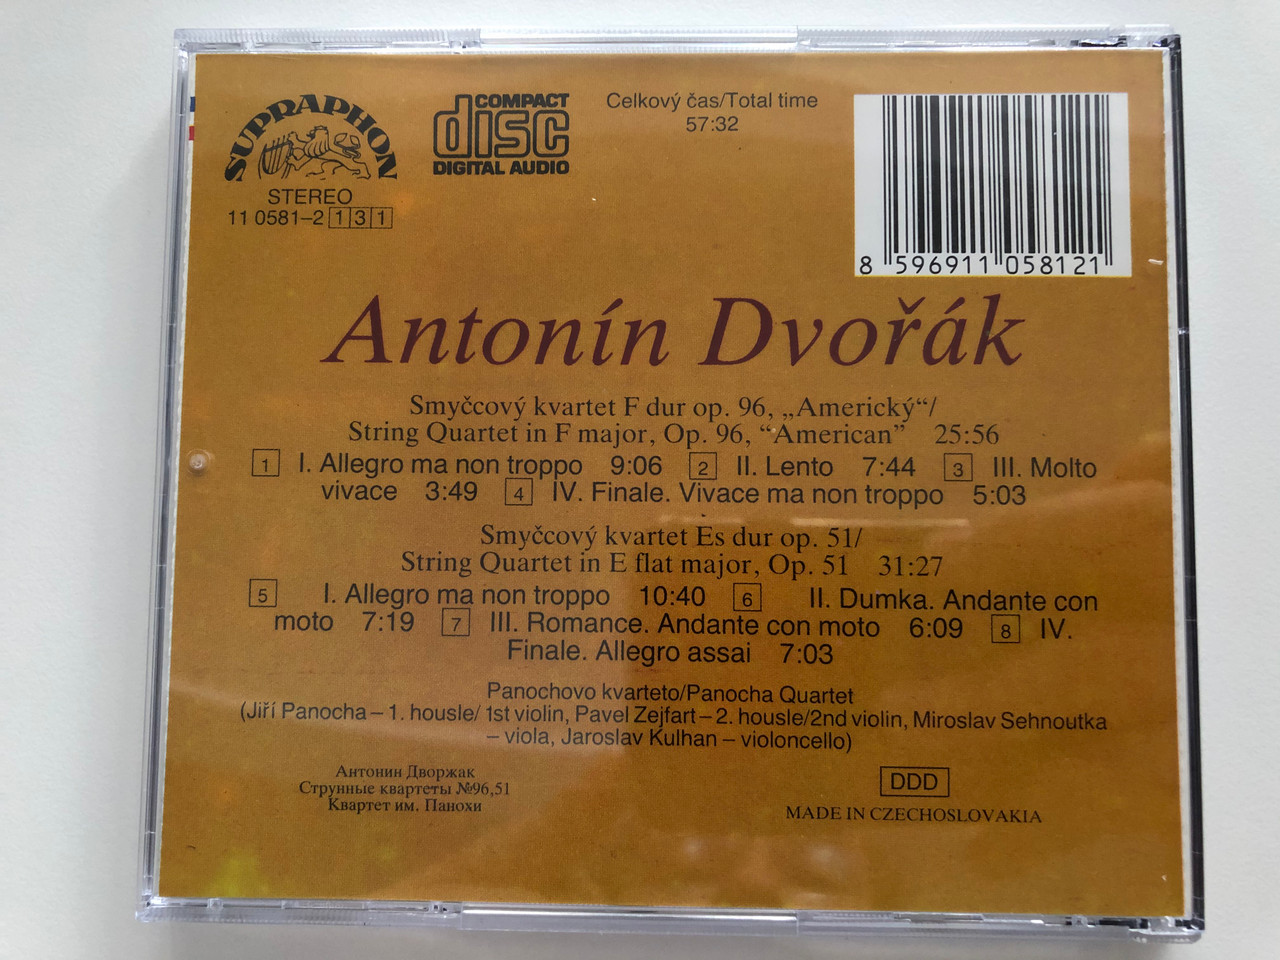 SUPRAPHON
STEREO
11 0581–2 1 3 1
COMPACT
disc
DIGITAL AUDIO
Celkový čas/Total time
57:32
8 596911 058121
Antonín Dvořák
Smyčcový kvartet F dur op. 96, „Americký“/
String Quartet in F major, Op. 96, “American” 25:56
1 I. Allegro ma non troppo 9:06 2 II. Lento 7:44 3 III. Molto
vivace 3:49 4 IV. Finale. Vivace ma non troppo 5:03
Smyčcový kvartet Es dur op. 51/
String Quartet in E flat major, Op. 51 31:27
5 I. Allegro ma non troppo 10:40 6 II. Dumka. Andante con
moto 7:19 7 III. Romance. Andante con moto 6:09 8 IV.
Finale. Allegro assai 7:03
Panochovo kvarteto/Panocha Quartet
(Jiří Panocha – 1. housle/ 1st violin, Pavel Zejfart – 2. housle/2nd violin, Miroslav Sehnoutka
– viola, Jaroslav Kulhan – violoncello)
Антонин Дворжак
Струнные квартеты №96,51
Квартет им. Панохи
DDD
MADE IN CZECHOSLOVAKIA